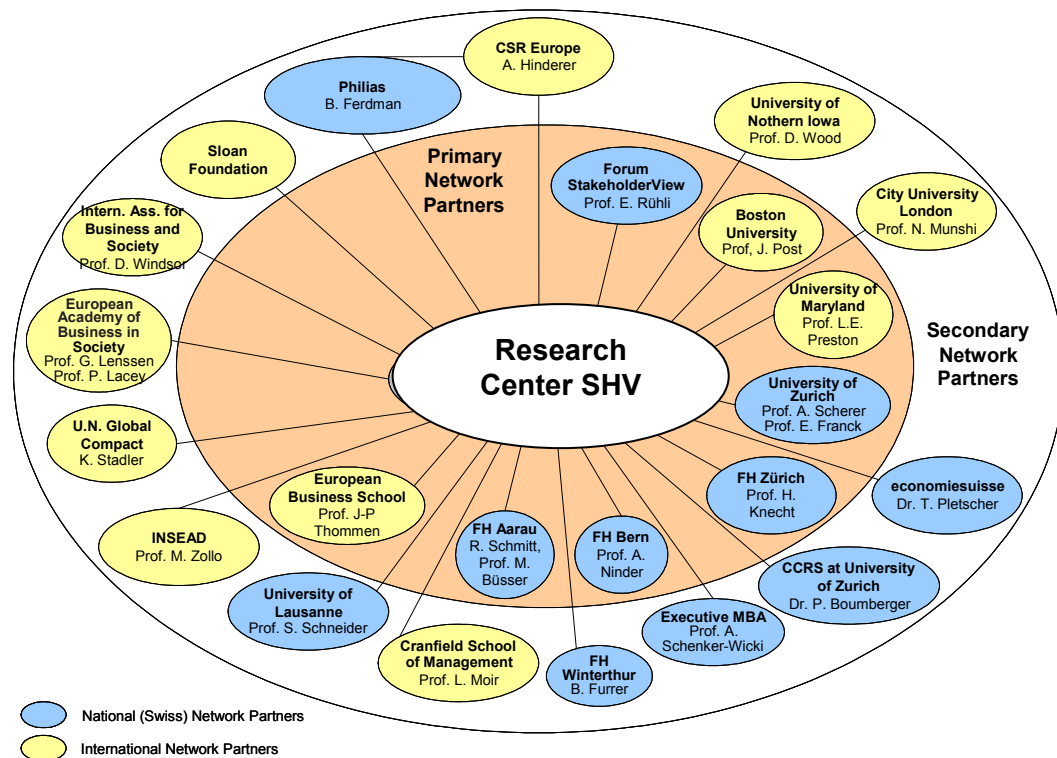 CSR Europe
A. Hinderer
Philias
B. Ferdman
University of
Nothern Iowa
Prof. D. Wood
Sloan
Foundation
Primary
Network
Partners
Forum
StakeholderView
Prof. E. Rühli
City University
London
Prof. N. Munshi
Intern. Ass. for
Business and
Society
Prof. D. Windsor
Boston
University
Prof, J. Post
European
Academy of
Business in
Society
Prof. G. Lenssen
Prof. P. Lacey
University of
Maryland
Prof. L.E.
Preston
Research
Center SHV
Secondary
Network
Partners
University of
Zurich
Prof. A. Scherer
Prof. E. Franck
U.N. Global
Compact
K. Stadler
European
Business School
Prof. J-P
Thommen
FH Zürich
Prof. H.
Knecht
economiesuisse
Dr. T. Pletscher
INSEAD
Prof. M. Zollo
FH Aarau
R. Schmitt,
Prof. M.
Büsser
FH Bern
Prof. A.
Ninder
CCRS at University
of Zurich
Dr. P. Boumberger
University of
Lausanne
Prof. S. Schneider
Executive MBA
Prof. A.
Schenker-Wicki
Cranfield School
of Management
Prof. L. Moir
FH
Winterthur
B. Furrer
National (Swiss) Network Partners
International Network Partners